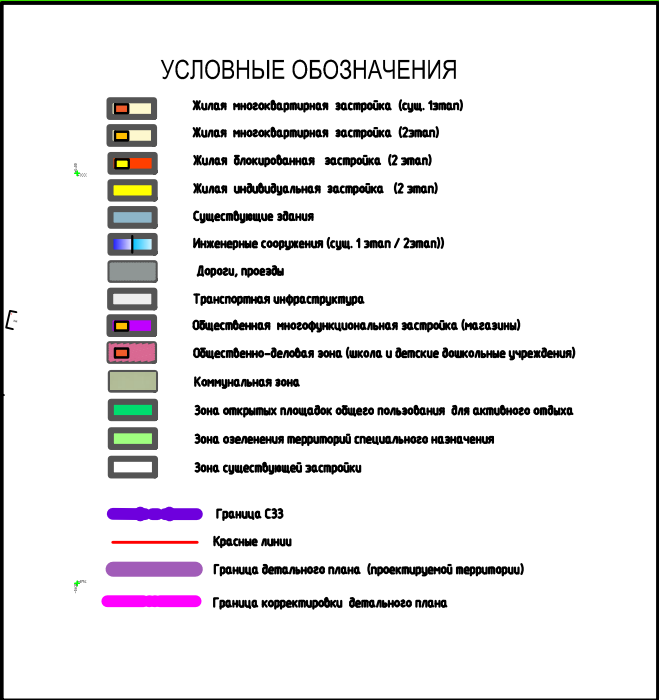 УСЛОВНЫЕ ОБОЗНАЧЕНИЯ
Жилая многоквартирная застройка (сущ. 1этап)
Жилая многоквартирная застройка (2этап)
Жилая блокированная застройка (2 этап)
Жилая индивидуальная застройка (2 этап)
Существующие здания
Инженерные сооружения (сущ. 1 этап / 2этап))
Дороги, проезды
Транспортная инфраструктура
Общественная многофункциональная застройка (магазины)
Общественно-деловая зона (школа и детские дошкольные учреждения)
Коммунальная зона
Зона открытых площадок общего пользования для активного отдыха
Зона озеленения территорий специального назначения
Зона существующей застройки
Граница СЗЗ
Красные линии
Граница детального плана (проектируемой территории)
Граница корректировки детального плана